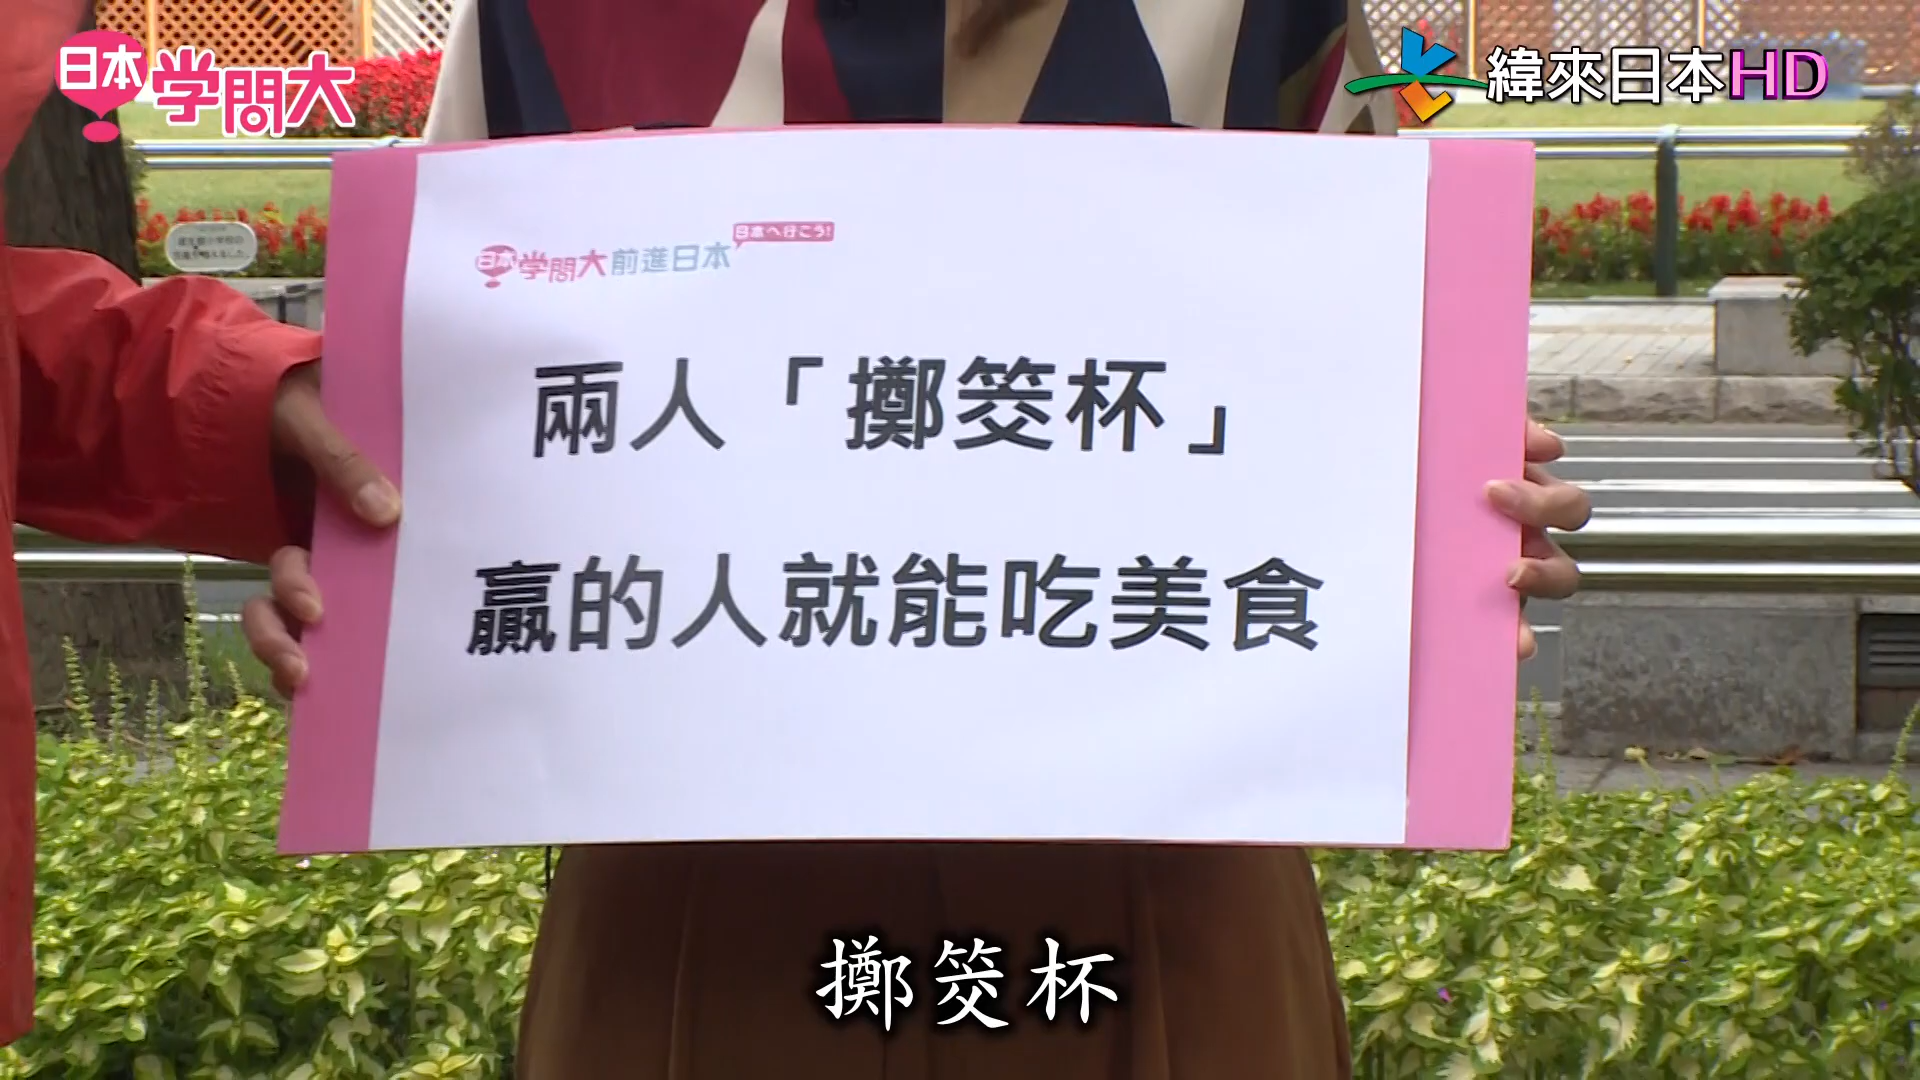 日本学問大
緯來日本HD
日本へ行こう!
日本学問大前進日本
兩人「擲筊杯」
贏的人就能吃美食
擲筊杯